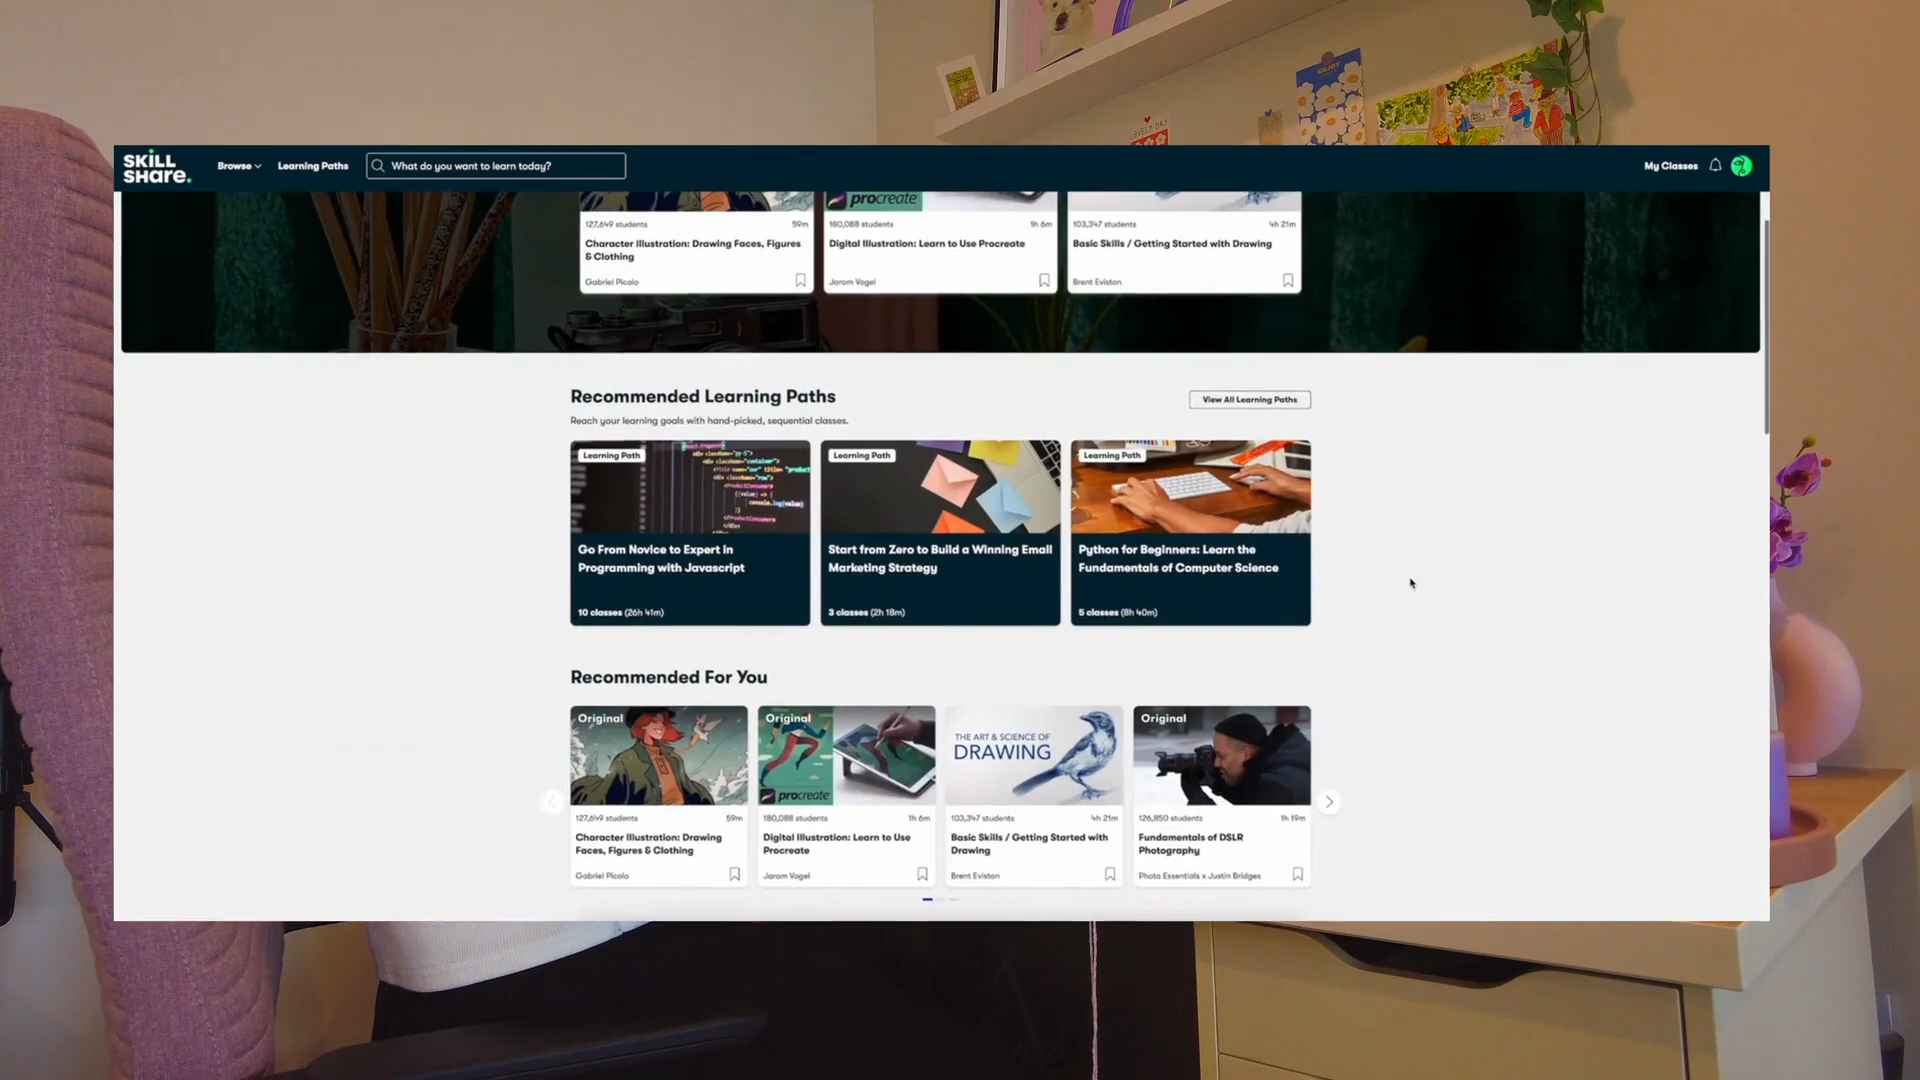 ENJOY
LOVELY DAY
SKILL
SHARE.
Browse
Learning Paths
What do you want to learn today?
My Classes
procreate
127,649 students
59m
180,088 students
1h 6m
103,347 students
4h 21m
Character Illustration: Drawing Faces, Figures
& Clothing
Digital Illustration: Learn to Use Procreate
Basic Skills / Getting Started with Drawing
Gabriel Picolo
Jarom Vogel
Brent Eviston
Recommended Learning Paths
View All Learning Paths
Reach your learning goals with hand-picked, sequential classes.
Learning Path
Learning Path
Learning Path
Go From Novice to Expert in
Programming with Javascript
Start from Zero to Build a Winning Email
Marketing Strategy
Python for Beginners: Learn the
Fundamentals of Computer Science
10 classes (26h 41m)
3 classes (2h 18m)
5 classes (8h 40m)
Recommended For You
Original
Original
procreate
THE ART & SCIENCE OF
DRAWING
Original
127,649 students
59m
180,088 students
1h 6m
103,347 students
4h 21m
126,850 students
1h 19m
Character Illustration: Drawing
Faces, Figures & Clothing
Digital Illustration: Learn to Use
Procreate
Basic Skills / Getting Started with
Drawing
Fundamentals of DSLR
Photography
Gabriel Picolo
Jarom Vogel
Brent Eviston
Photo Essentials x Justin Bridges